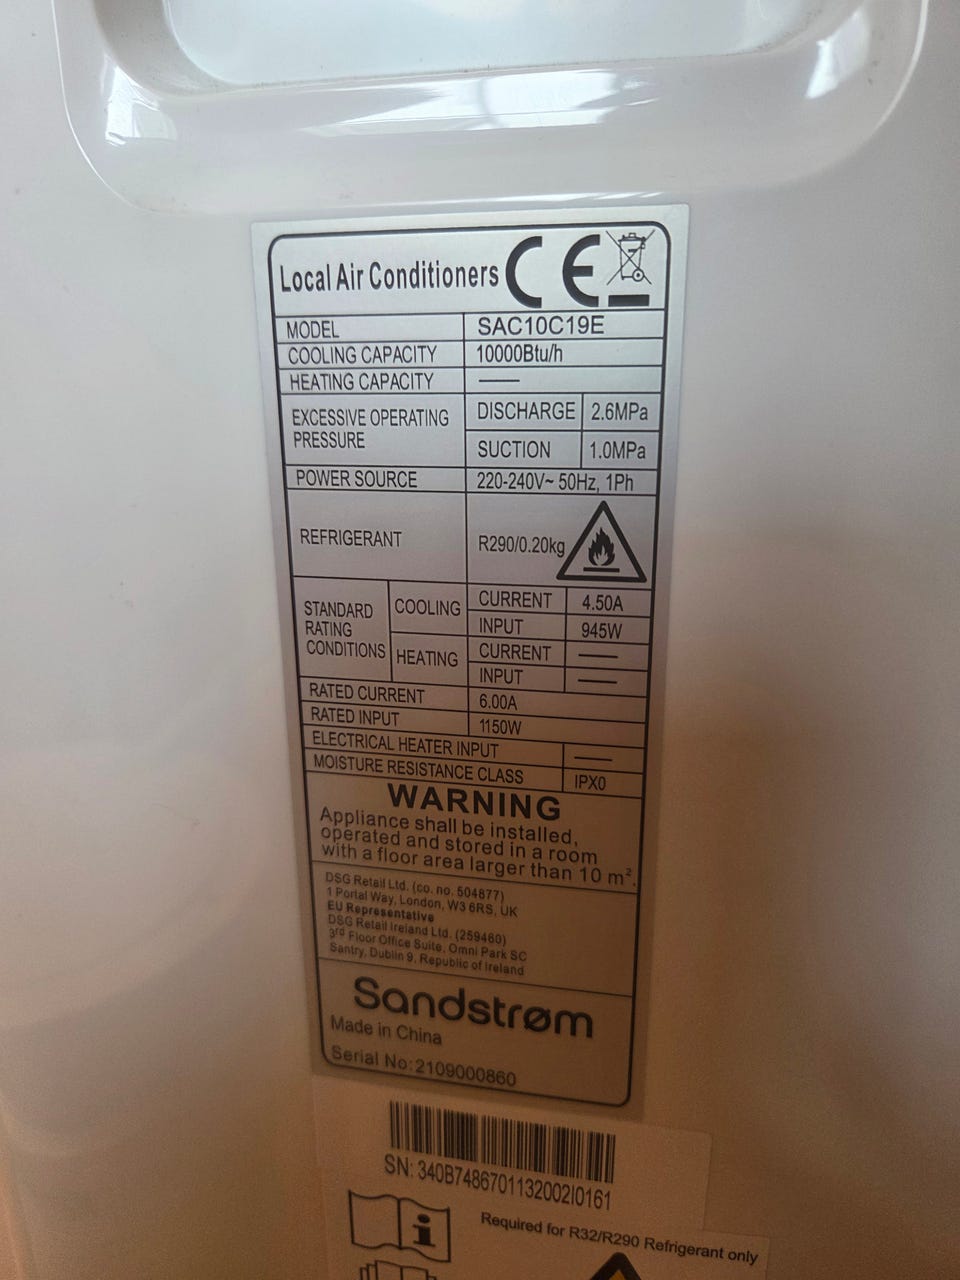 Local Air Conditioners CE
MODEL SAC10C19E
COOLING CAPACITY 10000Btu/h
HEATING CAPACITY —
EXCESSIVE OPERATING
PRESSURE
DISCHARGE 2.6MPa
SUCTION 1.0MPa
POWER SOURCE 220-240V~ 50Hz, 1Ph
REFRIGERANT R290/0.20kg
STANDARD
RATING
CONDITIONS
COOLING
CURRENT 4.50A
INPUT 945W
HEATING
CURRENT —
INPUT —
RATED CURRENT 6.00A
RATED INPUT 1150W
ELECTRICAL HEATER INPUT —
MOISTURE RESISTANCE CLASS IPX0
WARNING
Appliance shall be installed,
operated and stored in a room
with a floor area larger than 10 m².
DSG Retail Ltd. (co. no. 504877)
1 Portal Way, London, W3 6RS, UK
EU Representative
DSG Retail Ireland Ltd. (259460)
3rd Floor Office Suite, Omni Park SC
Santry, Dublin 9, Republic of Ireland
Sandstrøm
Made in China
Serial No:2109000860
SN: 340B7486701132002I0161
Required for R32/R290 Refrigerant only